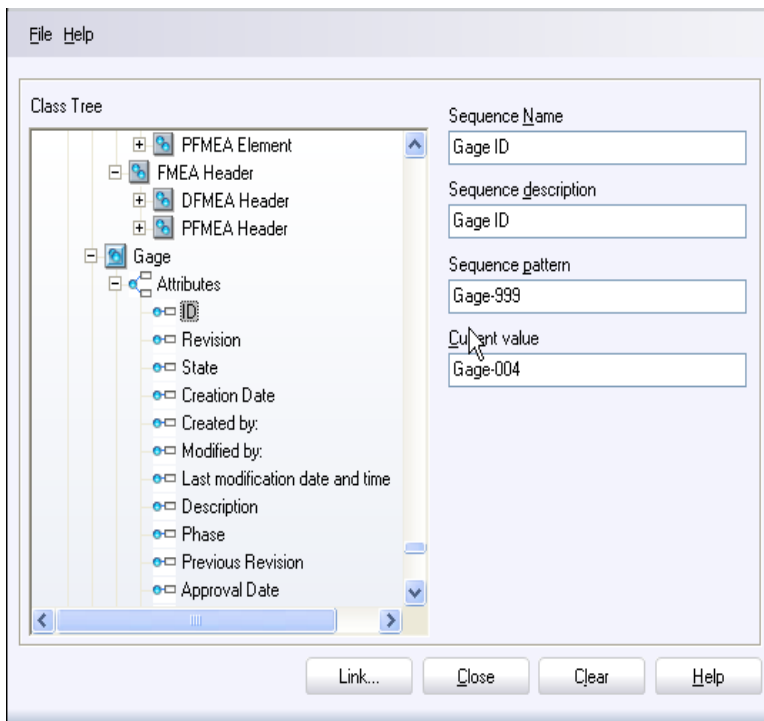 File Help
Class Tree
PFMEA Element
FMEA Header
DFMEA Header
PFMEA Header
Gage
Attributes
ID
Revision
State
Creation Date
Created by:
Modified by:
Last modification date and time
Description
Phase
Previous Revision
Approval Date
Sequence Name
Gage ID
Sequence description
Gage ID
Sequence pattern
Gage-999
Current value
Gage-004
Link... Close Clear Help